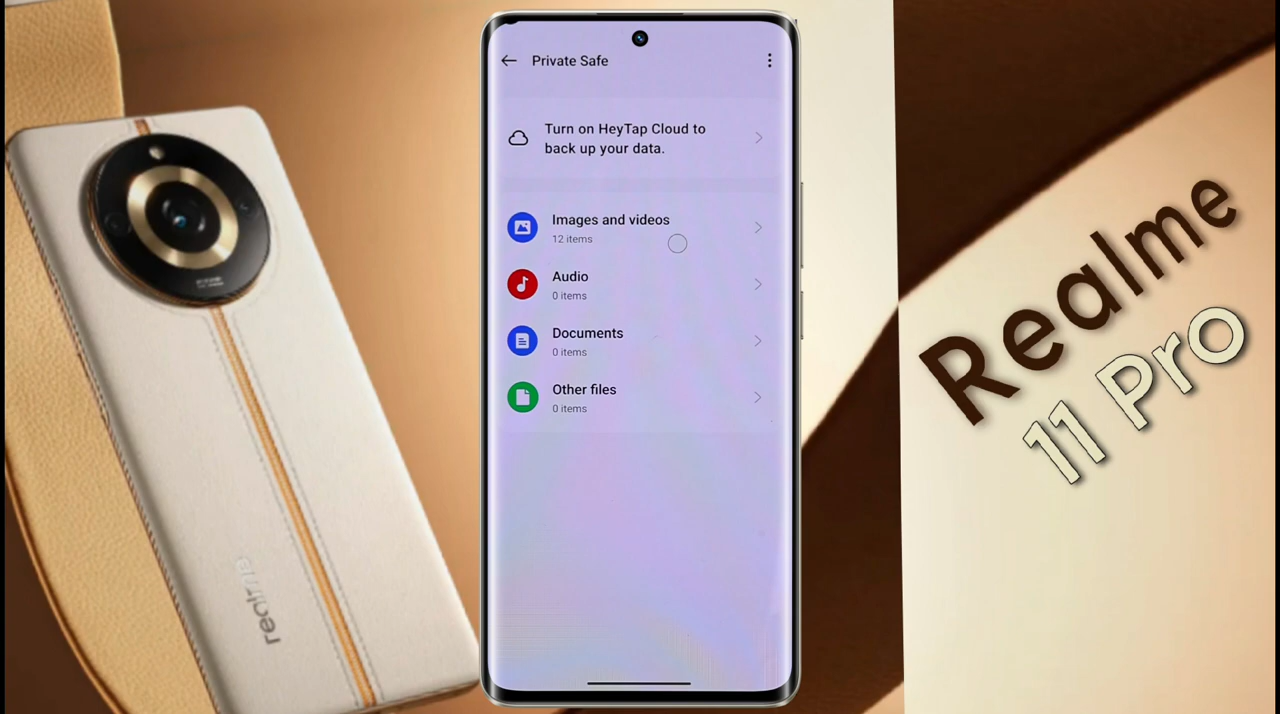 Private Safe
Turn on HeyTap Cloud to
back up your data.
Images and videos
12 items
Audio
0 items
Documents
0 items
Other files
0 items
realme
Realme
11 Pro